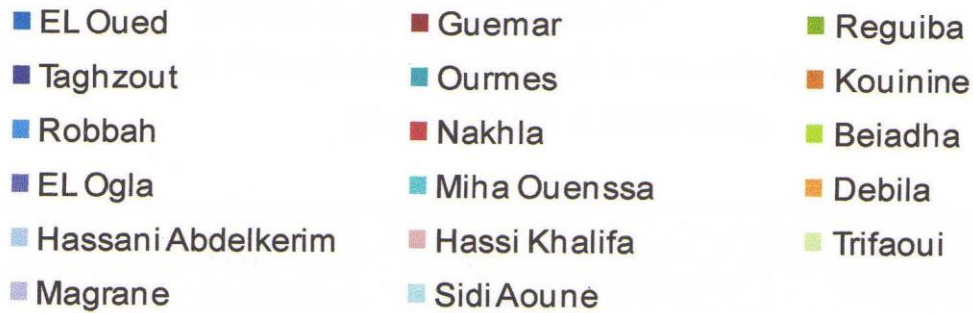 EL Oued Guemar Reguiba
Taghzout Ourmes Kouinine
Robbah Nakhla Beiadha
EL Ogla Miha Ouenssa Debila
Hassani Abdelkerim Hassi Khalifa Trifaoui
Magrane Sidi Aoune